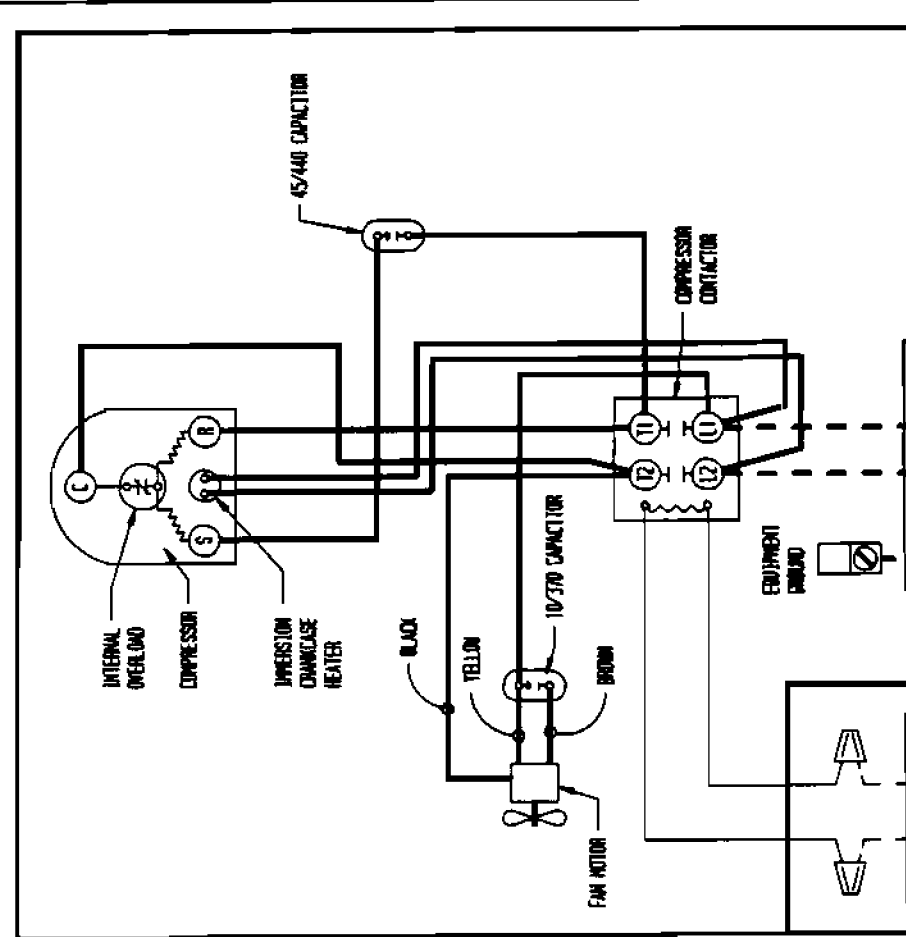 45/440 CAPACITOR
COMPRESSOR
CONTACTOR
C
R
S
T1
L1
T2
L2
INTERNAL
OVERLOAD
COMPRESSOR
IMMERSION
CRANKCASE
HEATER
BLACK
YELLOW
10/370 CAPACITOR
BROWN
EQUIPMENT
GROUND
FAN MOTOR